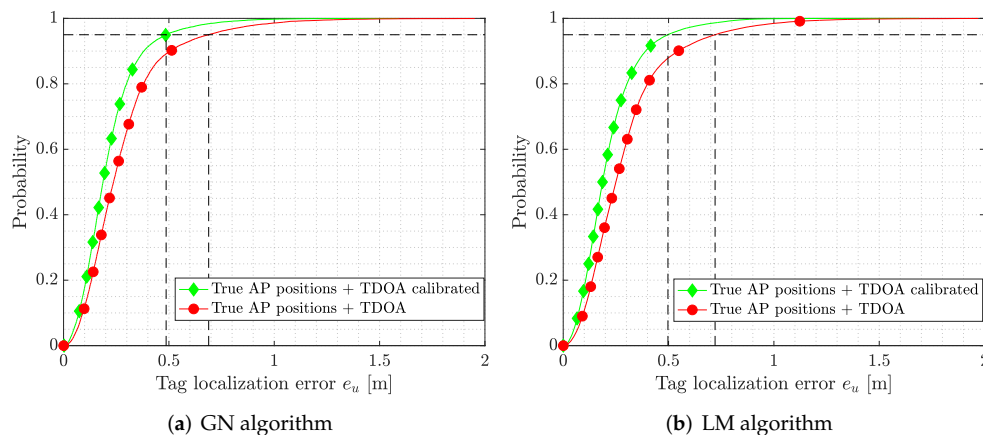 1
0.8
0.6
0.4
0.2
0
Probability
0
0.5
1
1.5
2
Tag localization error e_u [m]
True AP positions + TDOA calibrated
True AP positions + TDOA
(a) GN algorithm
1
0.8
0.6
0.4
0.2
0
Probability
0
0.5
1
1.5
2
Tag localization error e_u [m]
True AP positions + TDOA calibrated
True AP positions + TDOA
(b) LM algorithm